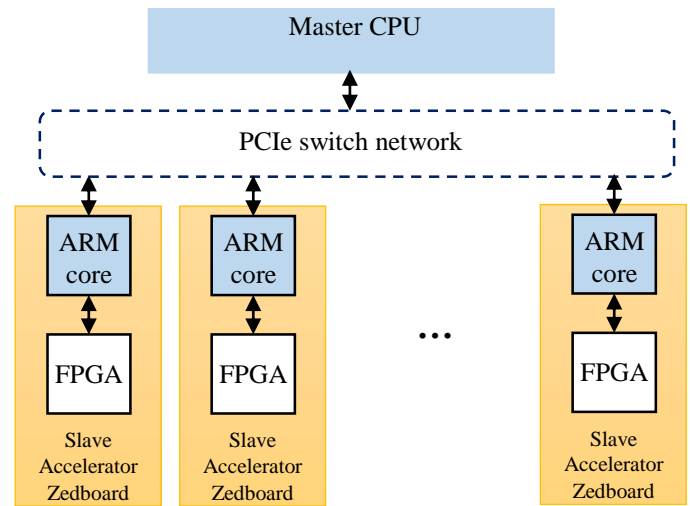 Master CPU
PCIe switch network
ARM
core
FPGA
Slave
Accelerator
Zedboard
ARM
core
FPGA
Slave
Accelerator
Zedboard
...
ARM
core
FPGA
Slave
Accelerator
Zedboard